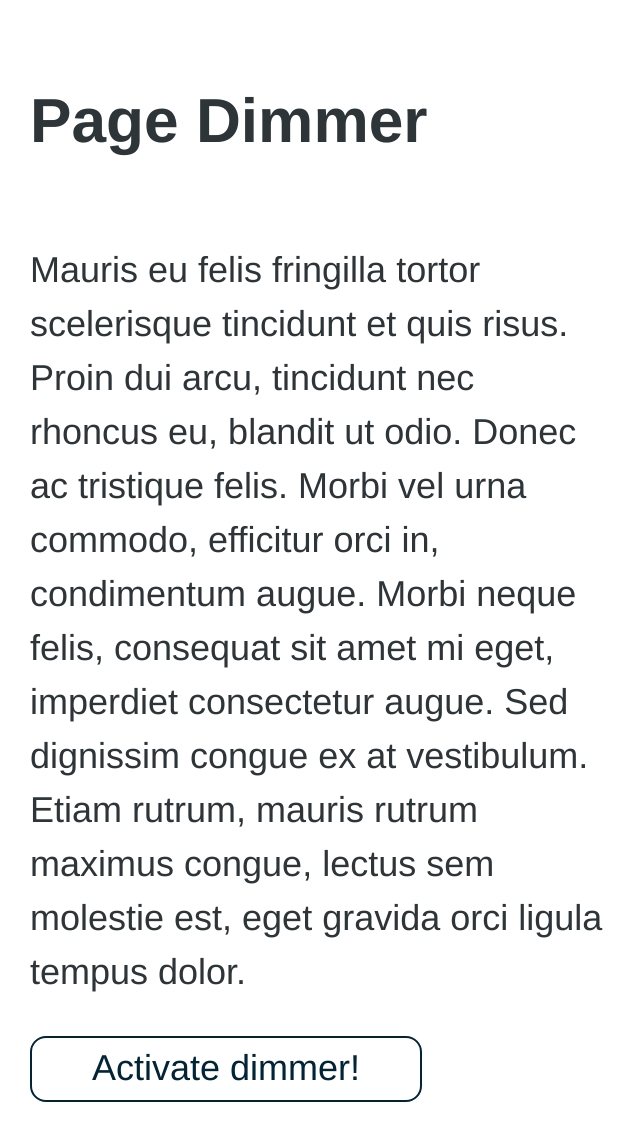 Page Dimmer
Mauris eu felis fringilla tortor
scelerisque tincidunt et quis risus.
Proin dui arcu, tincidunt nec
rhoncus eu, blandit ut odio. Donec
ac tristique felis. Morbi vel urna
commodo, efficitur orci in,
condimentum augue. Morbi neque
felis, consequat sit amet mi eget,
imperdiet consectetur augue. Sed
dignissim congue ex at vestibulum.
Etiam rutrum, mauris rutrum
maximus congue, lectus sem
molestie est, eget gravida orci ligula
tempus dolor.
Activate dimmer!